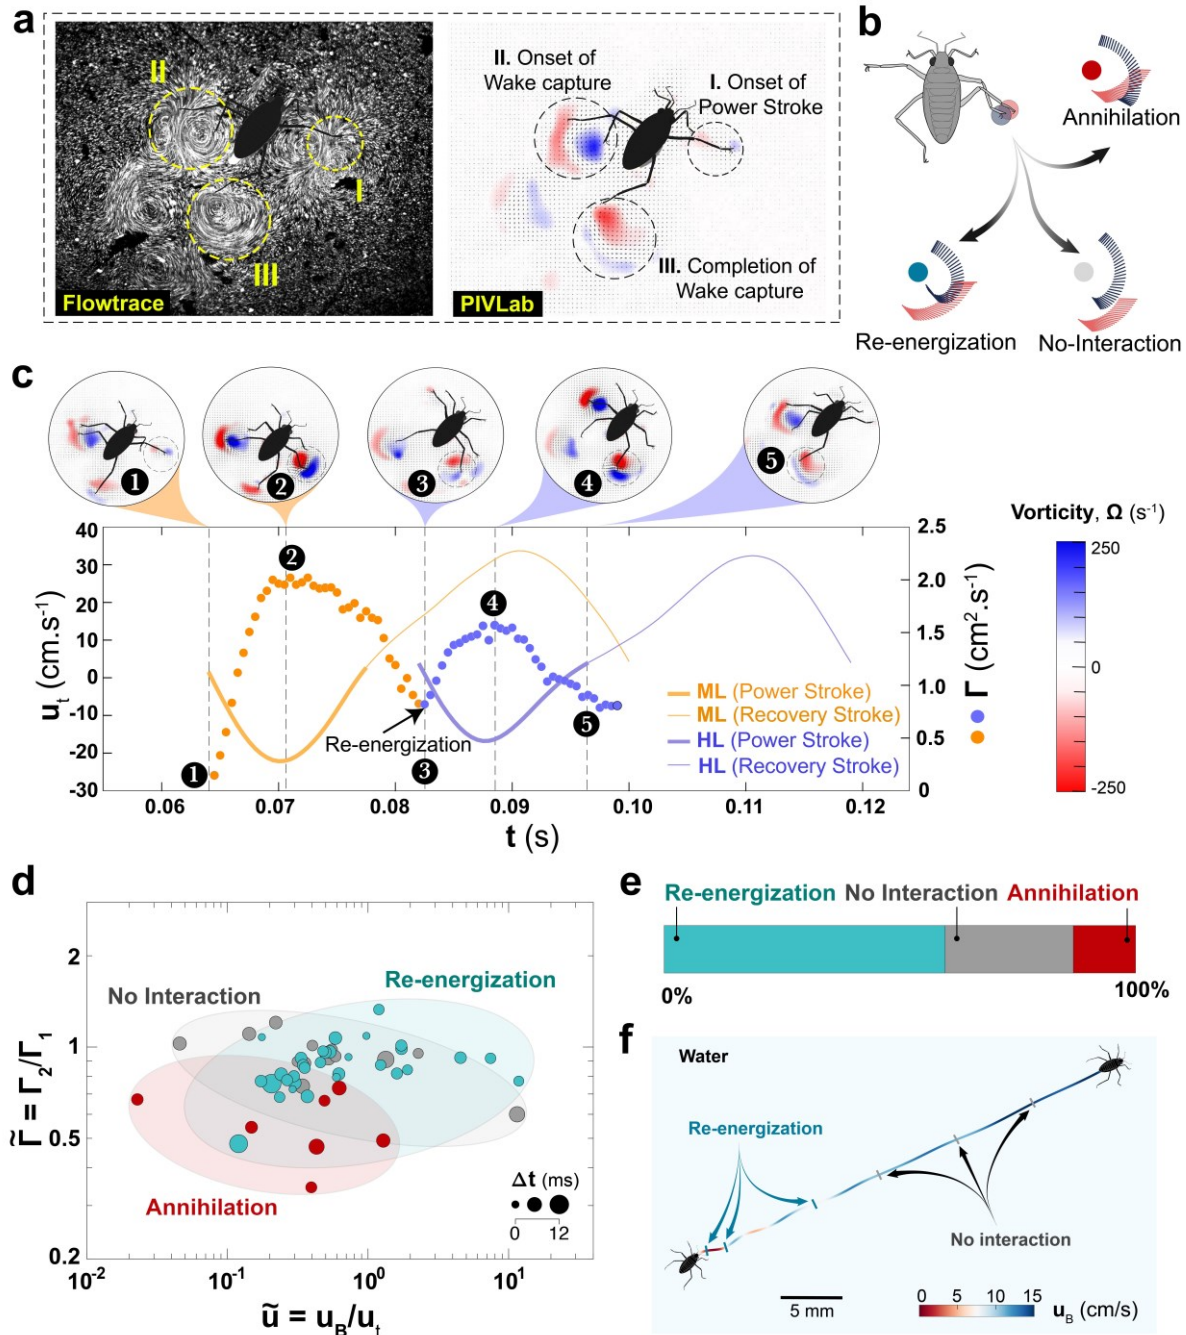 a
II
I
III
Flowtrace
II. Onset of
Wake capture
I. Onset of
Power Stroke
III. Completion of
Wake capture
PIVLab
b
Annihilation
Re-energization
No-Interaction
c
1
2
3
4
5
40
30
20
10
0
-10
-20
-30
uₜ (cm.s⁻¹)
2.5
2.0
1.5
1.0
0.5
0
Γ (cm².s⁻¹)
1
2
3
4
5
Re-energization
ML (Power Stroke)
ML (Recovery Stroke)
HL (Power Stroke)
HL (Recovery Stroke)
0.06
0.07
0.08
0.09
0.10
0.11
0.12
t (s)
Vorticity, Ω (s⁻¹)
250
0
-250
d
2
1
0.5
0.2
Γ̃ = Γ₂/Γ₁
No Interaction
Re-energization
Annihilation
Δt (ms)
0
12
10⁻²
10⁻¹
10⁰
10¹
ũ = u_B/uₜ
e
Re-energization
No Interaction
Annihilation
0%
100%
f
Water
Re-energization
No interaction
5 mm
0
5
10
15
u_B (cm/s)